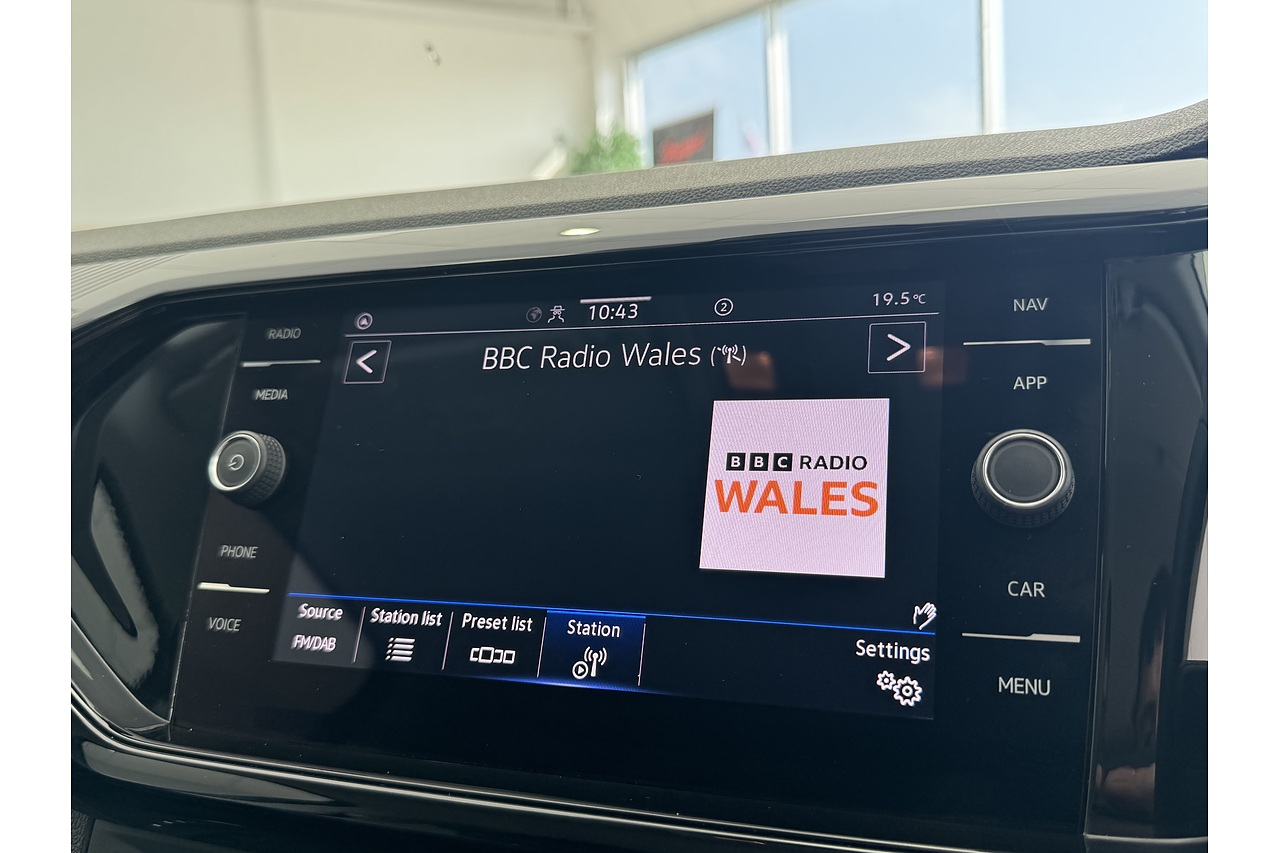 10:43
2
19.5°C
RADIO
MEDIA
PHONE
VOICE
BBC Radio Wales
BBC RADIO
WALES
Source
FM/DAB
Station list
Preset list
Station
Settings
NAV
APP
CAR
MENU